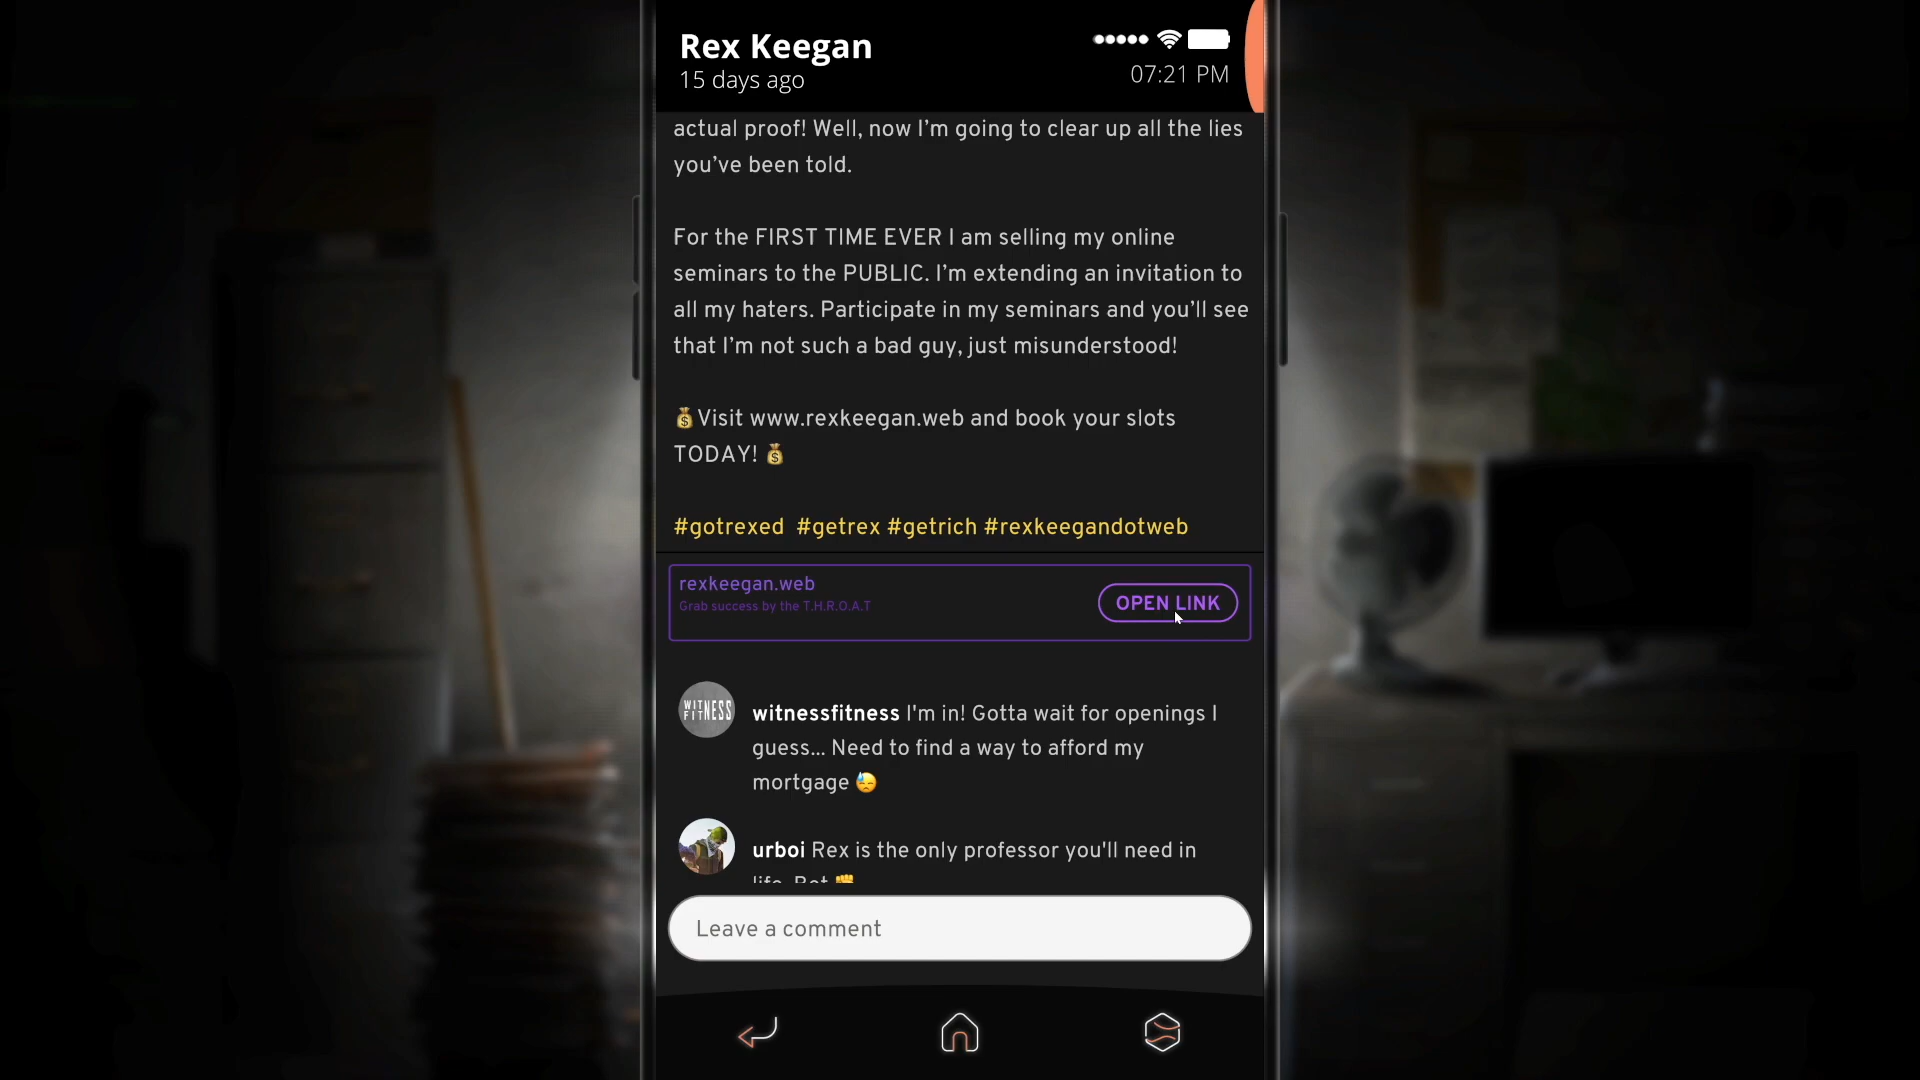 Rex Keegan
15 days ago
07:21 PM
actual proof! Well, now I’m going to clear up all the lies
you’ve been told.
For the FIRST TIME EVER I am selling my online
seminars to the PUBLIC. I’m extending an invitation to
all my haters. Participate in my seminars and you’ll see
that I’m not such a bad guy, just misunderstood!
💰Visit www.rexkeegan.web and book your slots
TODAY! 💰
#gotrexed #getrex #getrich #rexkeegandotweb
rexkeegan.web
Grab success by the T.H.R.O.A.T
OPEN LINK
WIT NESS
FIT
witnessfitness I'm in! Gotta wait for openings I
guess... Need to find a way to afford my
mortgage 😓
urboi Rex is the only professor you'll need in
life. Bet ✊
Leave a comment